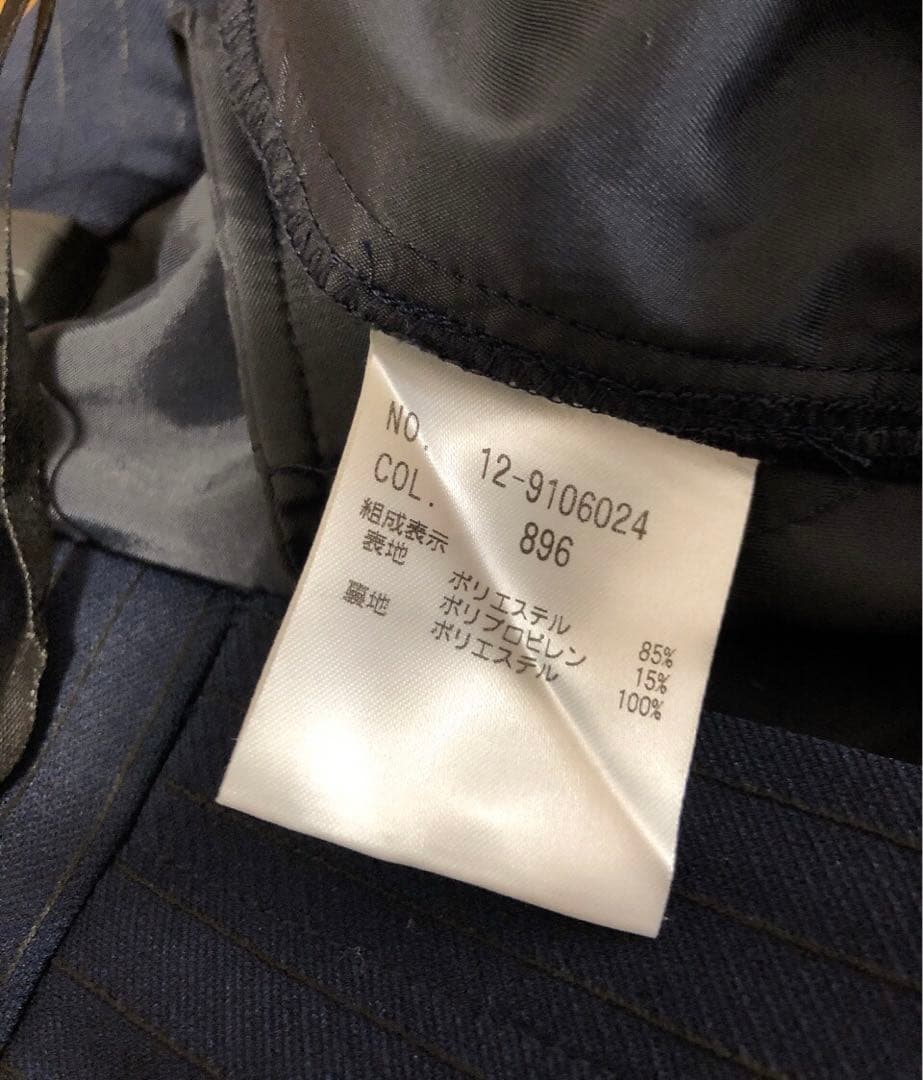 NO. 12-9106024
COL. 896
組成表示
表地 ポリエステル 85%
ポリプロピレン 15%
裏地 ポリエステル 100%